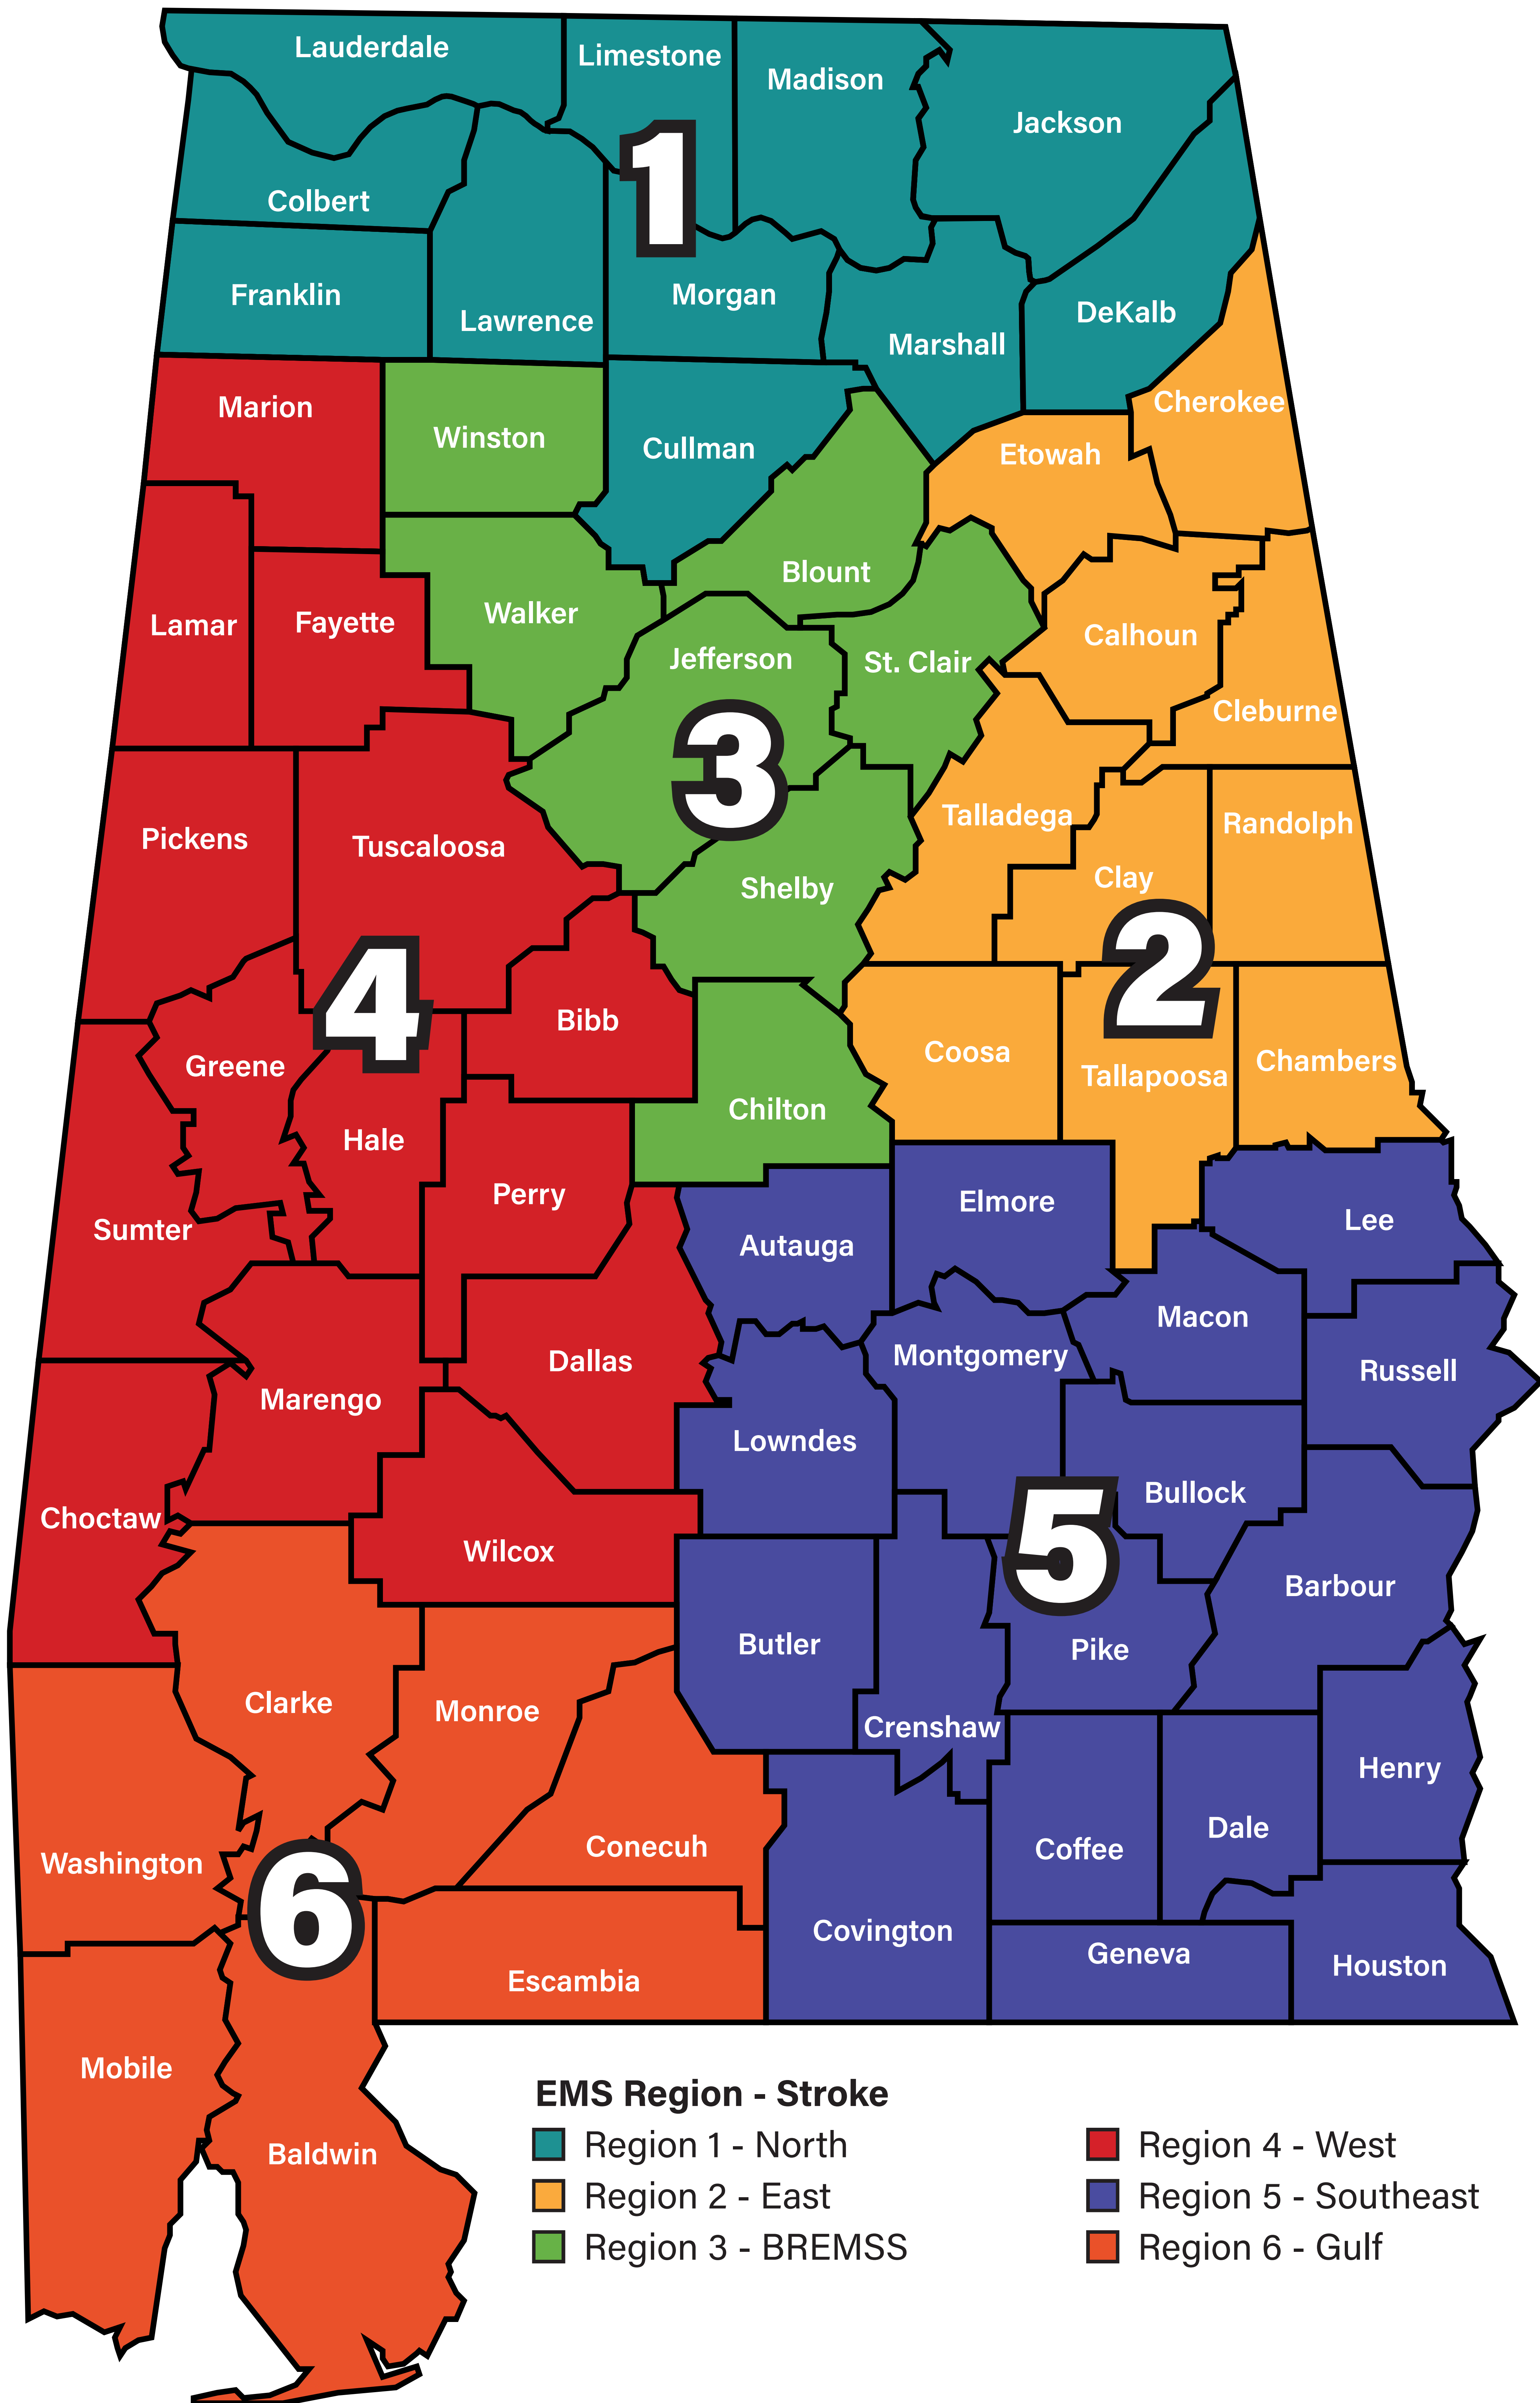 Lauderdale
Limestone
Madison
Jackson
Colbert
1
Franklin
Lawrence
Morgan
Marshall
DeKalb
Marion
Winston
Cullman
Cherokee
Etowah
Blount
Lamar
Fayette
Walker
Jefferson
St. Clair
Calhoun
Cleburne
3
Pickens
Tuscaloosa
Talladega
Randolph
Shelby
Clay
2
4
Bibb
Greene
Coosa
Tallapoosa
Chambers
Hale
Chilton
Perry
Sumter
Autauga
Elmore
Lee
Macon
Dallas
Montgomery
Russell
Marengo
Lowndes
Choctaw
Bullock
Wilcox
5
Barbour
Butler
Pike
Clarke
Monroe
Crenshaw
Henry
Washington
Conecuh
Coffee
Dale
6
Covington
Geneva
Escambia
Houston
Mobile
Baldwin
EMS Region - Stroke
Region 1 - North
Region 2 - East
Region 3 - BREMSS
Region 4 - West
Region 5 - Southeast
Region 6 - Gulf